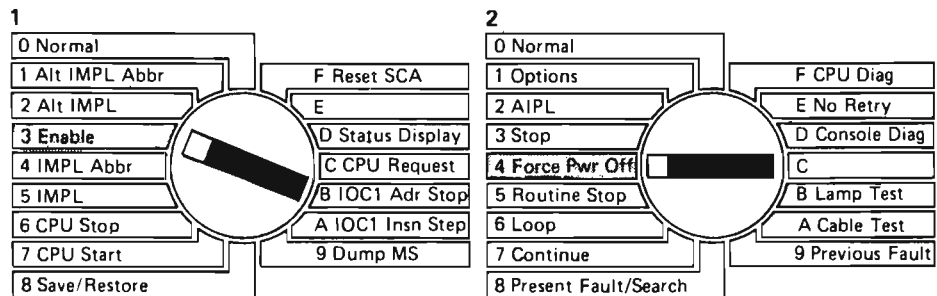 1
0 Normal
1 Alt IMPL Abbr
2 Alt IMPL
3 Enable
4 IMPL Abbr
5 IMPL
6 CPU Stop
7 CPU Start
8 Save/Restore
F Reset SCA
E
D Status Display
C CPU Request
B IOC1 Adr Stop
A IOC1 Insn Step
9 Dump MS
2
0 Normal
1 Options
2 AIPL
3 Stop
4 Force Pwr Off
5 Routine Stop
6 Loop
7 Continue
8 Present Fault/Search
F CPU Diag
E No Retry
D Console Diag
C
B Lamp Test
A Cable Test
9 Previous Fault